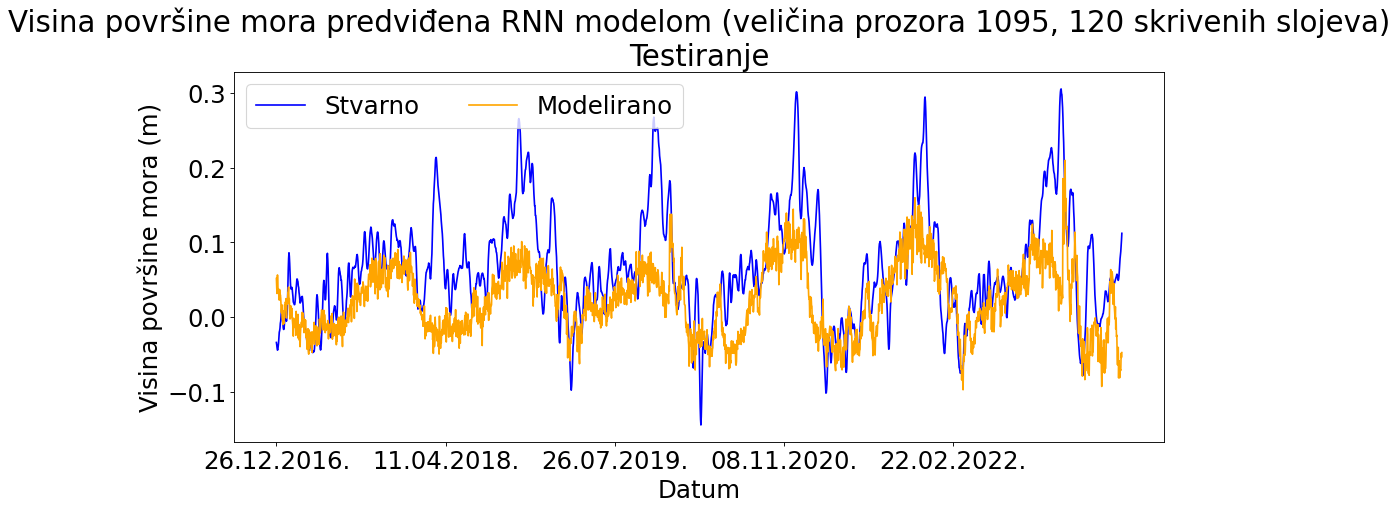 Visina površine mora predviđena RNN modelom (veličina prozora 1095, 120 skrivenih slojeva)
Testiranje
Stvarno
Modelirano
Visina površine mora (m)
0.3
0.2
0.1
0.0
−0.1
26.12.2016.
11.04.2018.
26.07.2019.
08.11.2020.
22.02.2022.
Datum